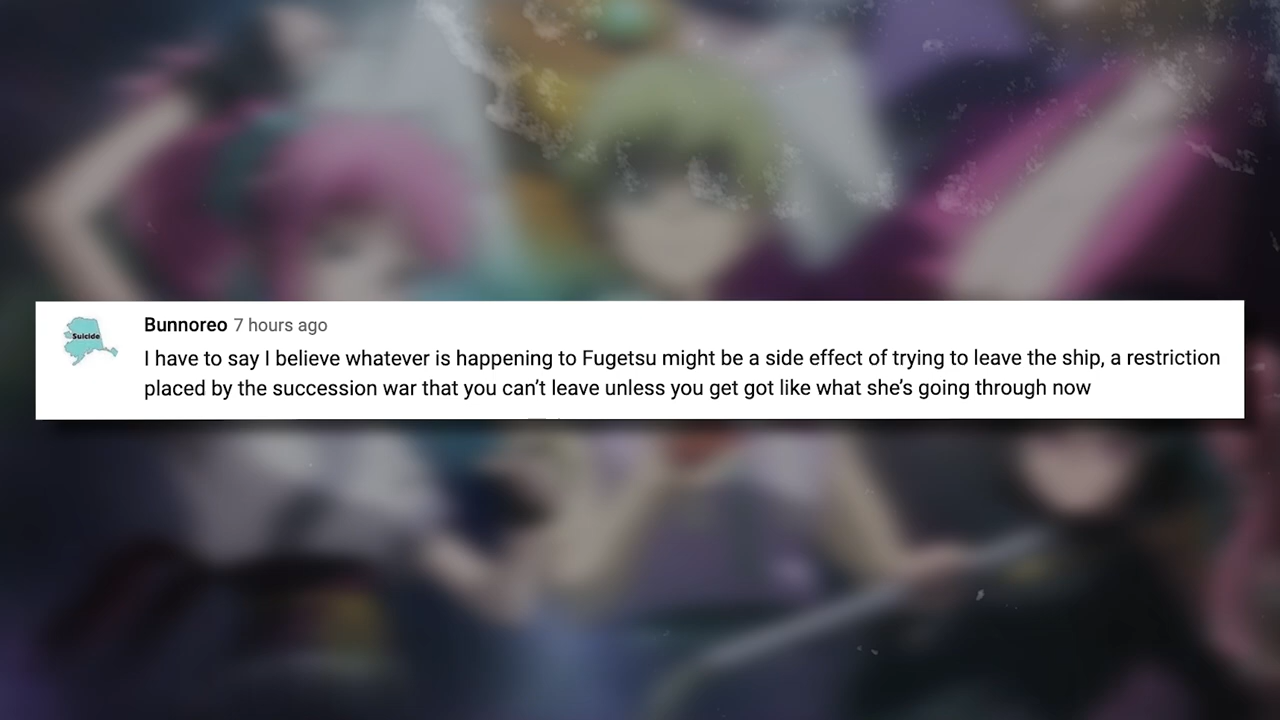 Suicide
Bunnoreo 7 hours ago
I have to say I believe whatever is happening to Fugetsu might be a side effect of trying to leave the ship, a restriction
placed by the succession war that you can’t leave unless you get got like what she’s going through now